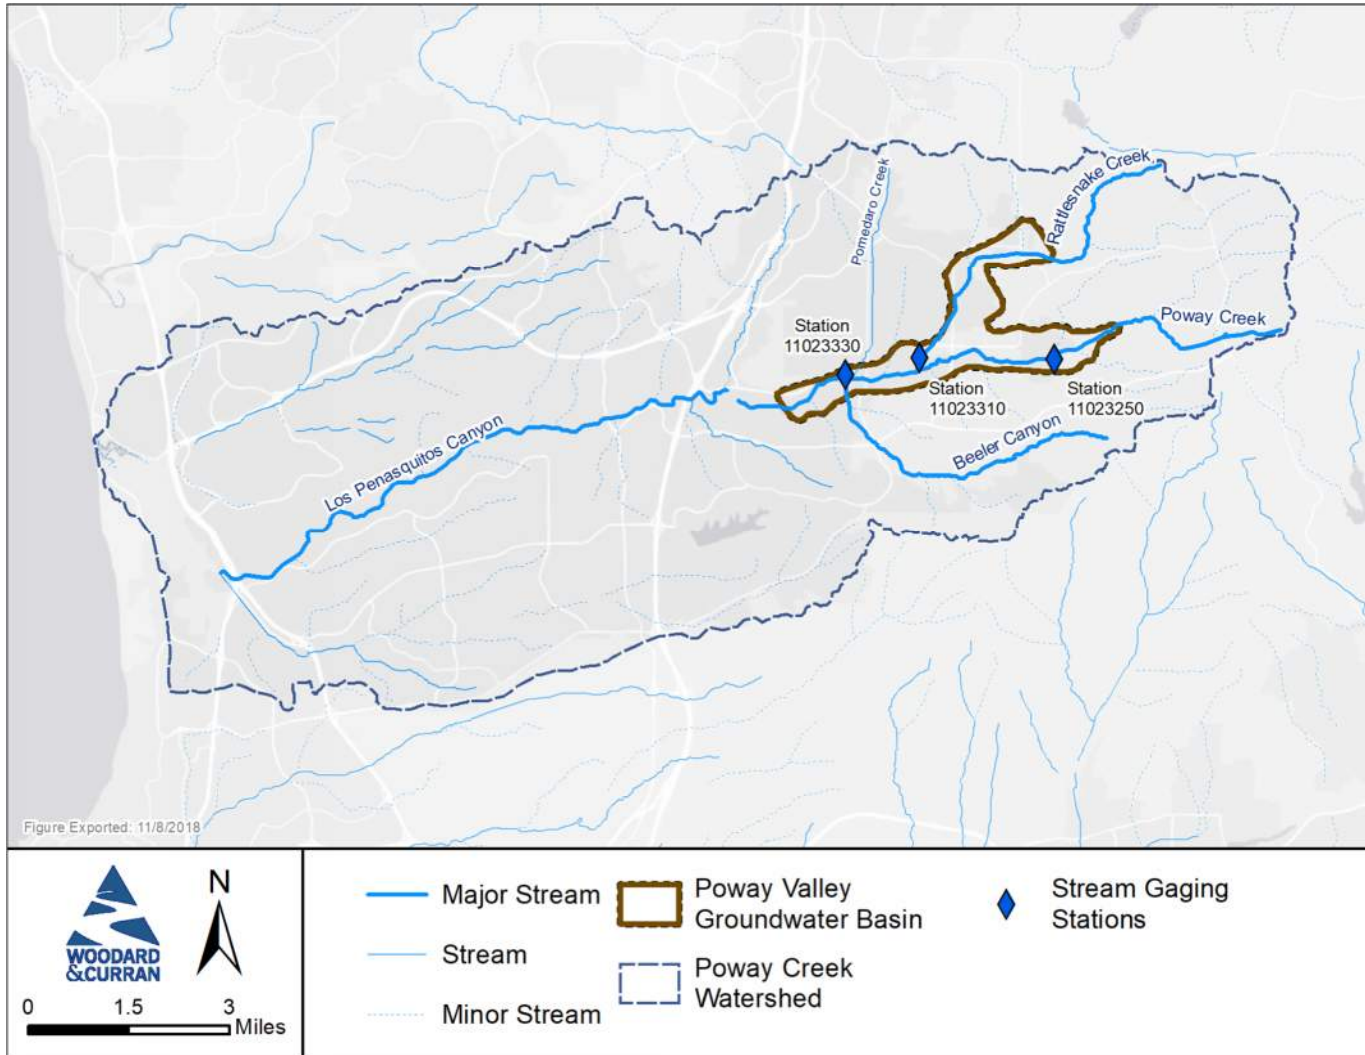 Rattlesnake Creek
Pomedaro Creek
Poway Creek
Station
11023330
Station
11023310
Station
11023250
Beeler Canyon
Los Penasquitos Canyon
Figure Exported: 11/8/2018
WOODARD
&CURRAN
N
0 1.5 3
Miles
Major Stream
Stream
Minor Stream
Poway Valley
Groundwater Basin
Poway Creek
Watershed
Stream Gaging
Stations